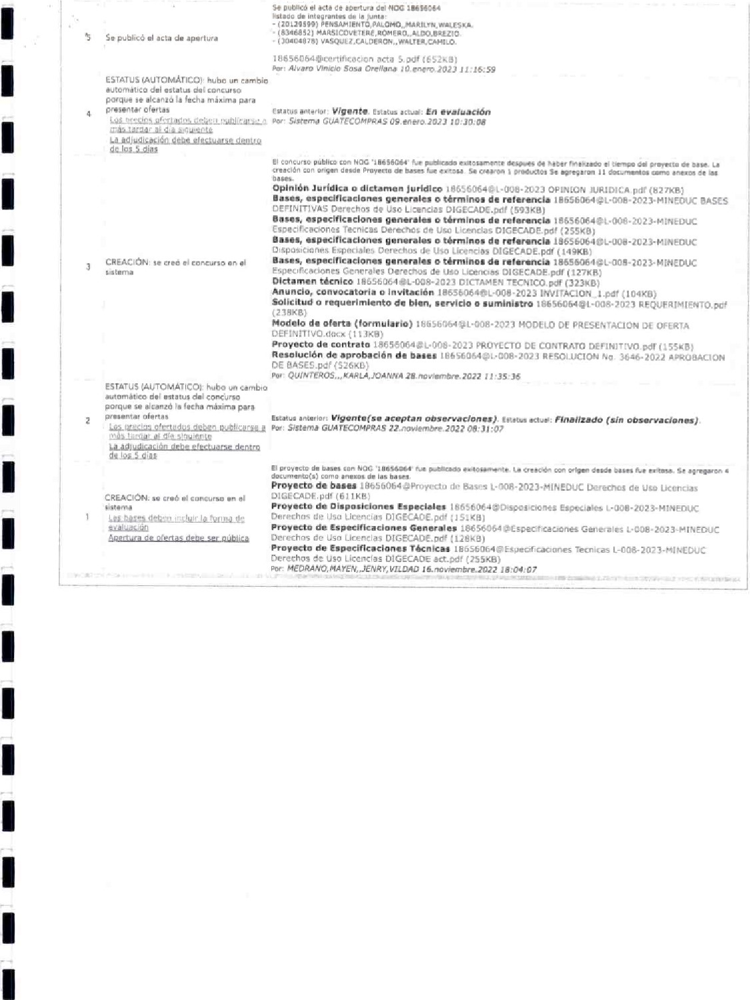 Se publicó el acta de apertura del NOG 18656064
listado de integrantes de la junta:
- (20129599) PENSAMIENTO,PALOMO,,MARILYN,WALESKA.
- (8346852) MARSICOVETERE,ROMERO,,ALDO,BREZIO.
5 Se publicó el acta de apertura
- (30404878) VASQUEZ,CALDERON,,WALTER,CAMILO.
18656064@certificacion acta 5.pdf (652KB)
Por: Alvaro Vinicio Sosa Orellana 10.enero.2023 11:16:59
ESTATUS (AUTOMÁTICO): hubo un cambio
automático del estatus del concurso
porque se alcanzó la fecha máxima para
presentar ofertas
4
Los precios ofertados deben publicarse a
más tardar al día siguiente
La adjudicación debe efectuarse dentro
de los 5 días
Estatus anterior: Vigente. Estatus actual: En evaluación
Por: Sistema GUATECOMPRAS 09.enero.2023 10:30:08
El concurso público con NOG '18656064' fue publicado exitosamente despues de haber finalizado el tiempo del proyecto de base. La
creación con origen desde Proyecto de bases fue exitosa. Se crearon 1 productos Se agregaron 11 documentos como anexos de las
bases.
Opinión Jurídica o dictamen jurídico 18656064@L-008-2023 OPINION JURIDICA.pdf (827KB)
Bases, especificaciones generales o términos de referencia 18656064@L-008-2023-MINEDUC BASES
DEFINITIVAS Derechos de Uso Licencias DIGECADE.pdf (593KB)
Bases, especificaciones generales o términos de referencia 18656064@L-008-2023-MINEDUC
Especificaciones Tecnicas Derechos de Uso Licencias DIGECADE.pdf (255KB)
Bases, especificaciones generales o términos de referencia 18656064@L-008-2023-MINEDUC
Disposiciones Especiales Derechos de Uso Licencias DIGECADE.pdf (149KB)
3 CREACIÓN: se creó el concurso en el
sistema
Bases, especificaciones generales o términos de referencia 18656064@L-008-2023-MINEDUC
Especificaciones Generales Derechos de Uso Licencias DIGECADE.pdf (127KB)
Dictamen técnico 18656064@L-008-2023 DICTAMEN TECNICO.pdf (323KB)
Anuncio, convocatoria o invitación 18656064@L-008-2023 INVITACION_1.pdf (104KB)
Solicitud o requerimiento de bien, servicio o suministro 18656064@L-008-2023 REQUERIMIENTO.pdf
(238KB)
Modelo de oferta (formulario) 18656064@L-008-2023 MODELO DE PRESENTACION DE OFERTA
DEFINITIVO.docx (113KB)
Proyecto de contrato 18656064@L-008-2023 PROYECTO DE CONTRATO DEFINITIVO.pdf (155KB)
Resolución de aprobación de bases 18656064@L-008-2023 RESOLUCION No. 3646-2022 APROBACION
DE BASES.pdf (526KB)
Por: QUINTEROS,,,KARLA,JOANNA 28.noviembre.2022 11:35:36
ESTATUS (AUTOMÁTICO): hubo un cambio
automático del estatus del concurso
porque se alcanzó la fecha máxima para
presentar ofertas
2
Los precios ofertados deben publicarse a
más tardar al día siguiente
La adjudicación debe efectuarse dentro
de los 5 días
Estatus anterior: Vigente(se aceptan observaciones). Estatus actual: Finalizado (sin observaciones).
Por: Sistema GUATECOMPRAS 22.noviembre.2022 08:31:07
El proyecto de bases con NOG '18656064' fue publicado exitosamente. La creación con origen desde bases fue exitosa. Se agregaron 4
documento(s) como anexos de las bases.
Proyecto de bases 18656064@Proyecto de Bases L-008-2023-MINEDUC Derechos de Uso Licencias
DIGECADE.pdf (611KB)
CREACIÓN: se creó el concurso en el
sistema
1
Las bases deben incluir la forma de
evaluación
Apertura de ofertas debe ser pública
Proyecto de Disposiciones Especiales 18656064@Disposiciones Especiales L-008-2023-MINEDUC
Derechos de Uso Licencias DIGECADE.pdf (151KB)
Proyecto de Especificaciones Generales 18656064@Especificaciones Generales L-008-2023-MINEDUC
Derechos de Uso Licencias DIGECADE.pdf (128KB)
Proyecto de Especificaciones Técnicas 18656064@Especificaciones Tecnicas L-008-2023-MINEDUC
Derechos de Uso Licencias DIGECADE act.pdf (255KB)
Por: MEDRANO,MAYEN,,JENRY,VILDAD 16.noviembre.2022 18:04:07